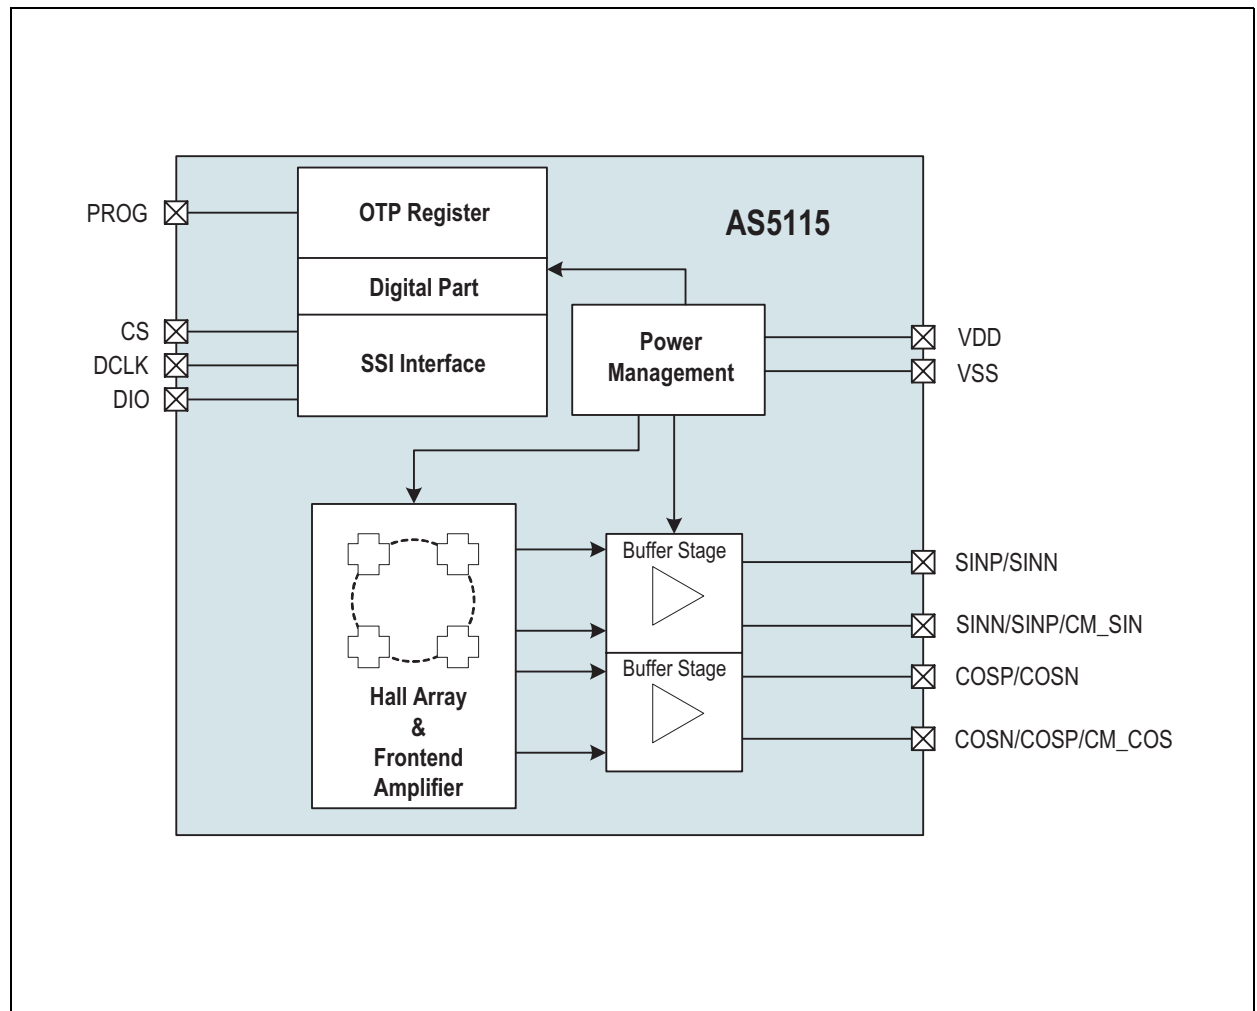 AS5115
PROG
OTP Register
Digital Part
CS
DCLK
DIO
SSI Interface
Power
Management
VDD
VSS
Hall Array
&
Frontend
Amplifier
Buffer Stage
Buffer Stage
SINP/SINN
SINN/SINP/CM_SIN
COSP/COSN
COSN/COSP/CM_COS